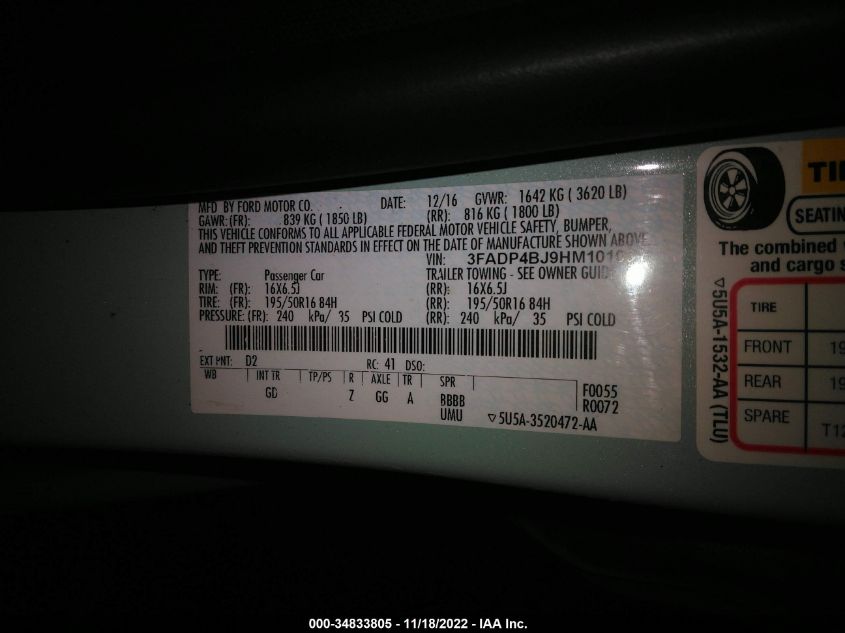 MFD BY FORD MOTOR CO. DATE: 12/16 GVWR: 1642 KG ( 3620 LB)
GAWR: (FR): 839 KG ( 1850 LB) (RR): 816 KG ( 1800 LB)
THIS VEHICLE CONFORMS TO ALL APPLICABLE FEDERAL MOTOR VEHICLE SAFETY, BUMPER,
AND THEFT PREVENTION STANDARDS IN EFFECT ON THE DATE OF MANUFACTURE SHOWN ABOVE.
VIN: 3FADP4BJ9HM1019
TYPE: Passenger Car TRAILER TOWING - SEE OWNER GUIDE
RIM: (FR): 16X6.5J (RR): 16X6.5J
TIRE: (FR): 195/50R16 84H (RR): 195/50R16 84H
PRESSURE: (FR): 240 kPa/ 35 PSI COLD (RR): 240 kPa/ 35 PSI COLD
EXT PNT: D2 RC: 41 DSO:
WB INT TR TP/PS R AXLE TR SPR
GD Z GG A BBBB F0055
UMU R0072
▽5U5A-3520472-AA
TIR
SEATIN
The combined
and cargo s
TIRE
FRONT 19
REAR 19
SPARE T12
▽5U5A-1532-AA (TLU)
000-34833805 - 11/18/2022 - IAA Inc.